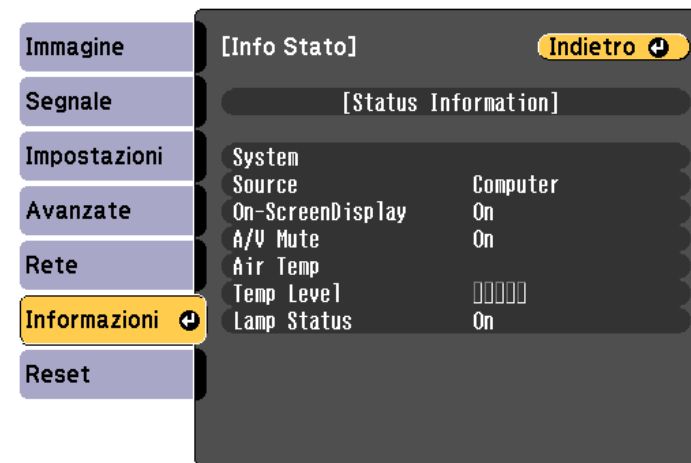 Immagine
Segnale
Impostazioni
Avanzate
Rete
Informazioni
Reset
[Info Stato]
Indietro
[Status Information]
System
Source Computer
On-ScreenDisplay On
A/V Mute On
Air Temp
Temp Level
Lamp Status On